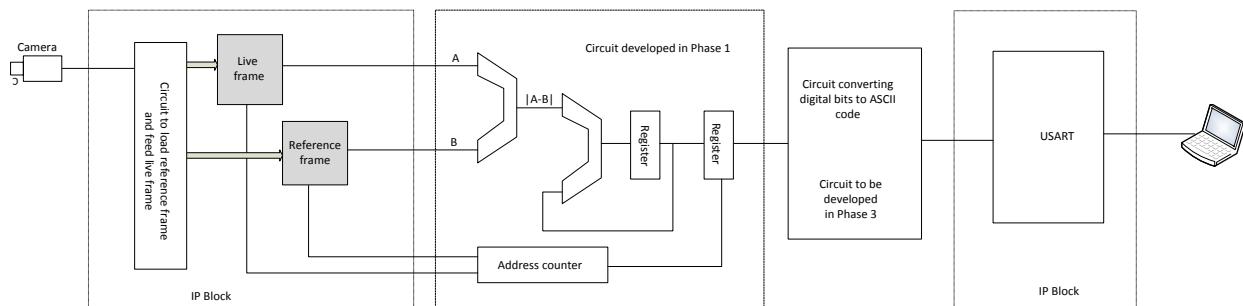 Camera
Circuit to load reference frame
and feed live frame
Live
frame
Reference
frame
IP Block
A
B
|A-B|
Circuit developed in Phase 1
Register
Register
Address counter
Circuit converting
digital bits to ASCII
code
Circuit to be
developed
in Phase 3
USART
IP Block